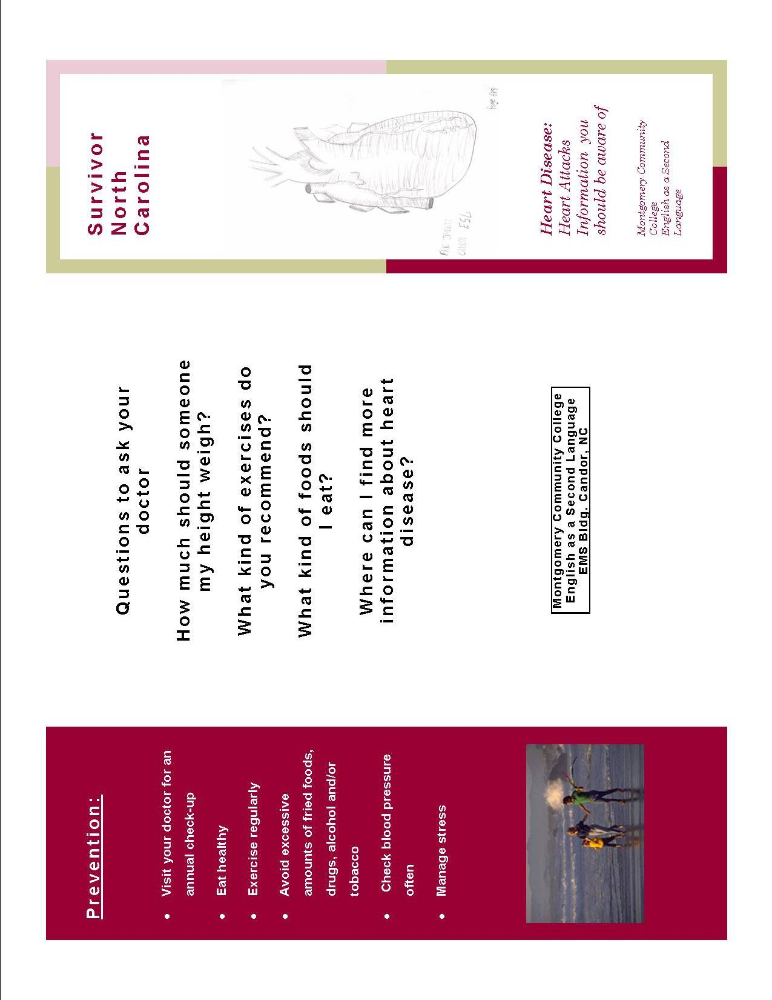 Prevention:
• Visit your doctor for an
annual check-up
• Eat healthy
• Exercise regularly
• Avoid excessive
amounts of fried foods,
drugs, alcohol and/or
tobacco
• Check blood pressure
often
• Manage stress
Questions to ask your
doctor
How much should someone
my height weigh?
What kind of exercises do
you recommend?
What kind of foods should
I eat?
Where can I find more
information about heart
disease?
Montgomery Community College
English as a Second Language
EMS Bldg. Candor, NC
Survivor
North
Carolina
Page
CANDOR ESL
Heart Disease:
Heart Attacks
Information you
should be aware of
Montgomery Community
College
English as a Second
Language